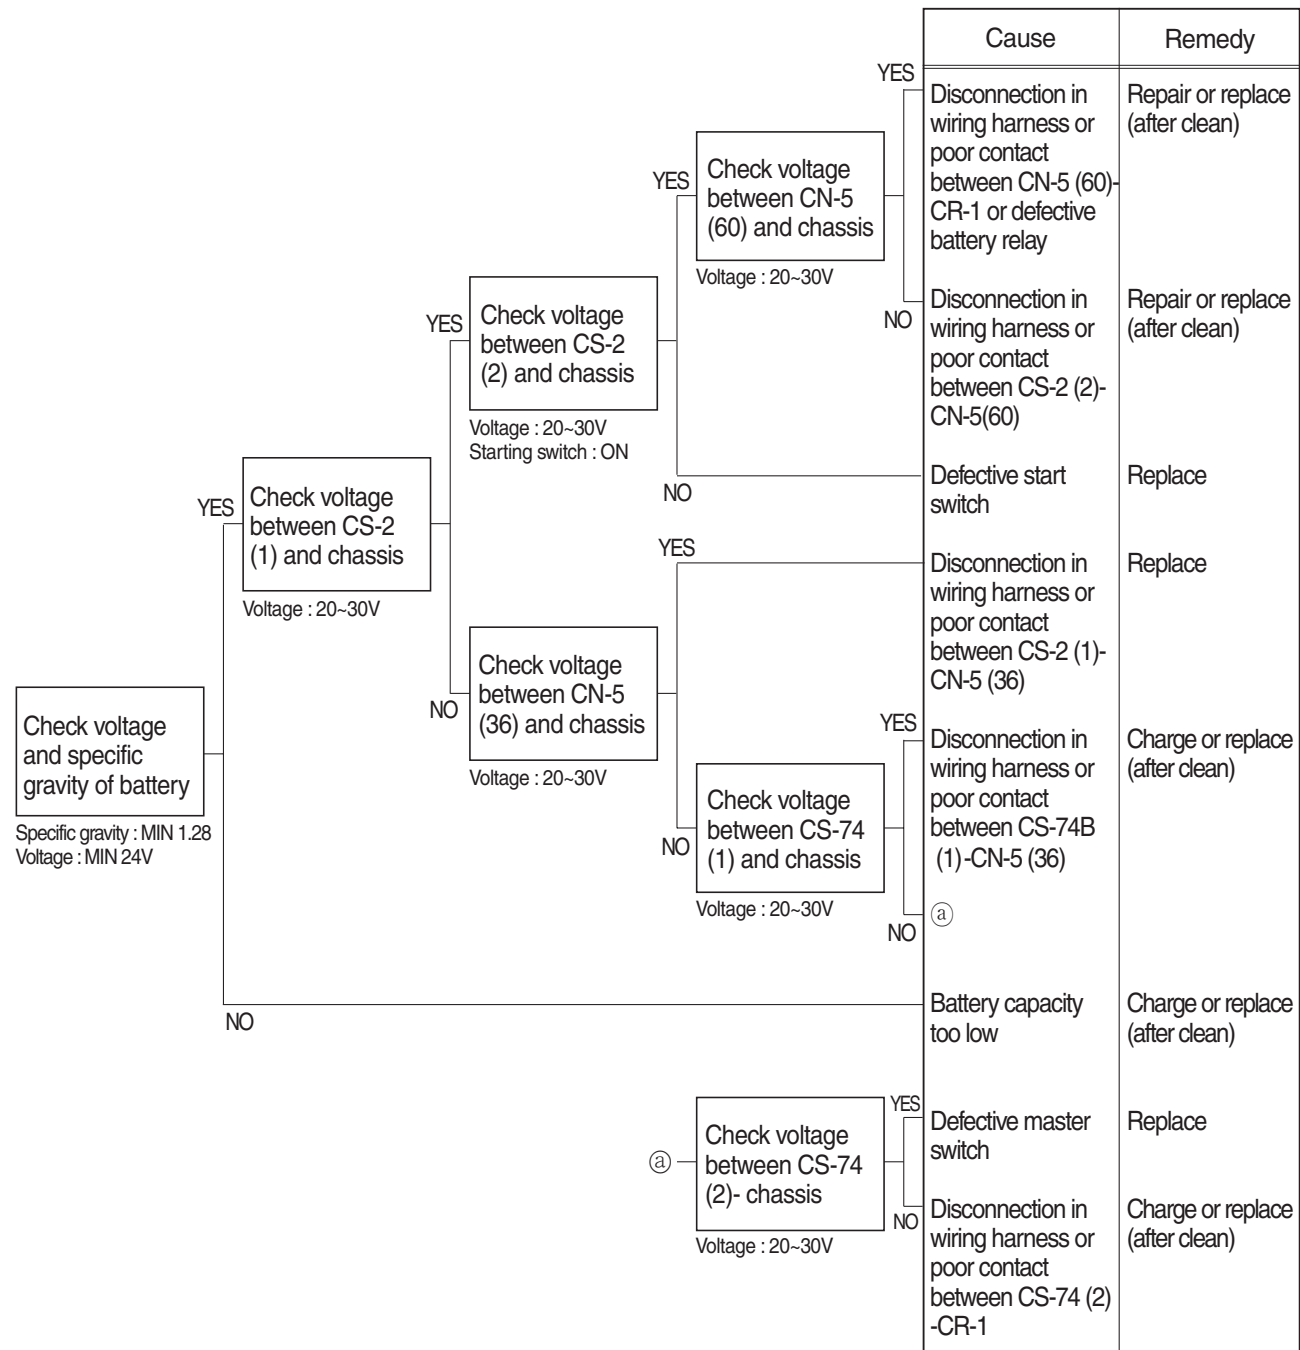 Cause
Remedy
YES
Disconnection in
wiring harness or
poor contact
between CN-5 (60)-
CR-1 or defective
battery relay
Repair or replace
(after clean)
YES
Check voltage
between CN-5
(60) and chassis
Voltage : 20~30V
NO
Disconnection in
wiring harness or
poor contact
between CS-2 (2)-
CN-5(60)
Repair or replace
(after clean)
YES
Check voltage
between CS-2
(2) and chassis
Voltage : 20~30V
Starting switch : ON
NO
Defective start
switch
Replace
YES
Check voltage
between CS-2
(1) and chassis
Voltage : 20~30V
YES
Disconnection in
wiring harness or
poor contact
between CS-2 (1)-
CN-5 (36)
Replace
NO
Check voltage
between CN-5
(36) and chassis
Voltage : 20~30V
Check voltage
and specific
gravity of battery
Specific gravity : MIN 1.28
Voltage : MIN 24V
YES
Disconnection in
wiring harness or
poor contact
between CS-74B
(1)-CN-5 (36)
Charge or replace
(after clean)
NO
Check voltage
between CS-74
(1) and chassis
Voltage : 20~30V
NO
ⓐ
NO
Battery capacity
too low
Charge or replace
(after clean)
ⓐ
Check voltage
between CS-74
(2)- chassis
Voltage : 20~30V
YES
Defective master
switch
Replace
NO
Disconnection in
wiring harness or
poor contact
between CS-74 (2)
-CR-1
Charge or replace
(after clean)